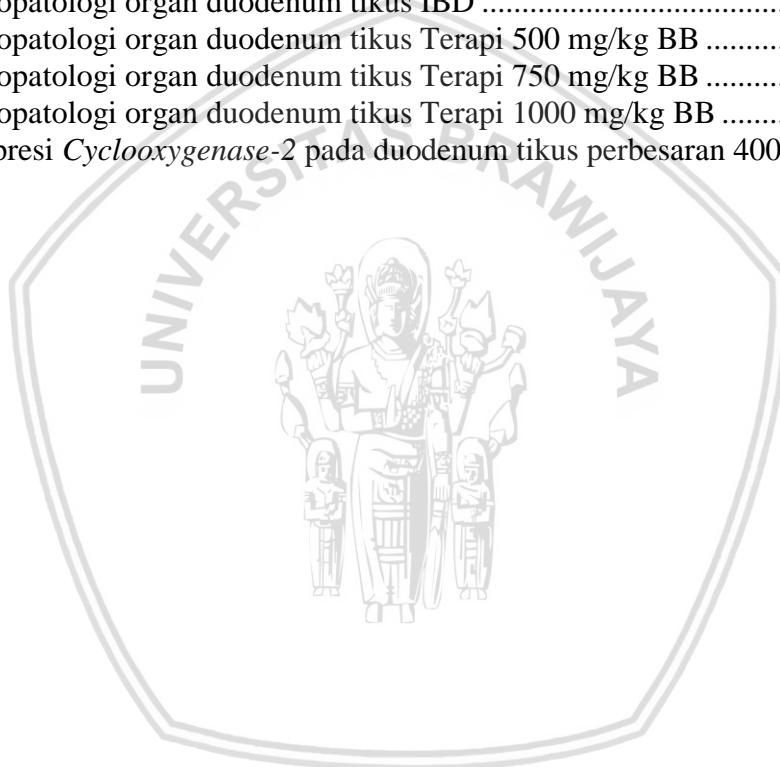 opatologi organ duodenum tikus IBD ......................................
opatologi organ duodenum tikus Terapi 500 mg/kg BB ..........
opatologi organ duodenum tikus Terapi 750 mg/kg BB ..........
opatologi organ duodenum tikus Terapi 1000 mg/kg BB ........
presi Cyclooxygenase-2 pada duodenum tikus perbesaran 400
UNIVERSITAS BRAWIJAYA